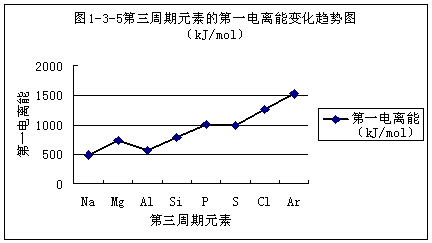 图1-3-5第三周期元素的第一电离能变化趋势图
（kJ/mol）
第一电离能
2000
1500
1000
500
0
Na Mg Al Si P S Cl Ar
第三周期元素
第一电离能
（kJ/mol）